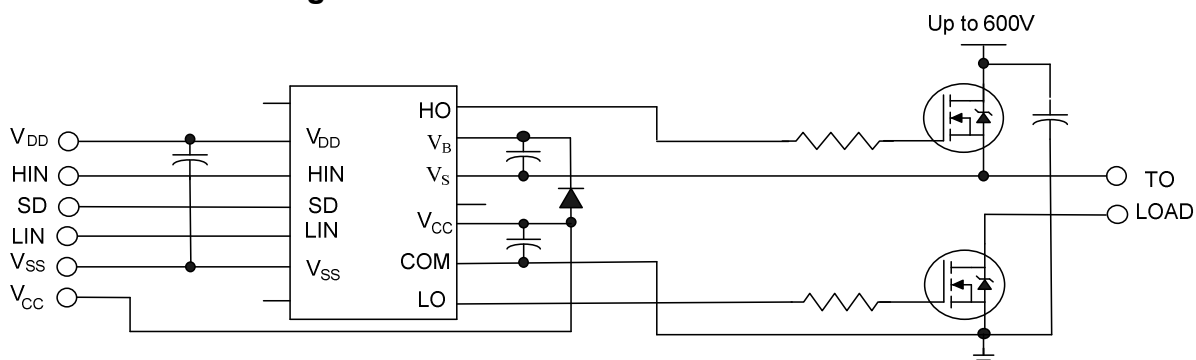 Up to 600V
HO
V_DD V_DD V_B
HIN HIN V_S
SD SD
TO
LIN LIN V_CC
LOAD
V_SS V_SS COM
V_CC LO